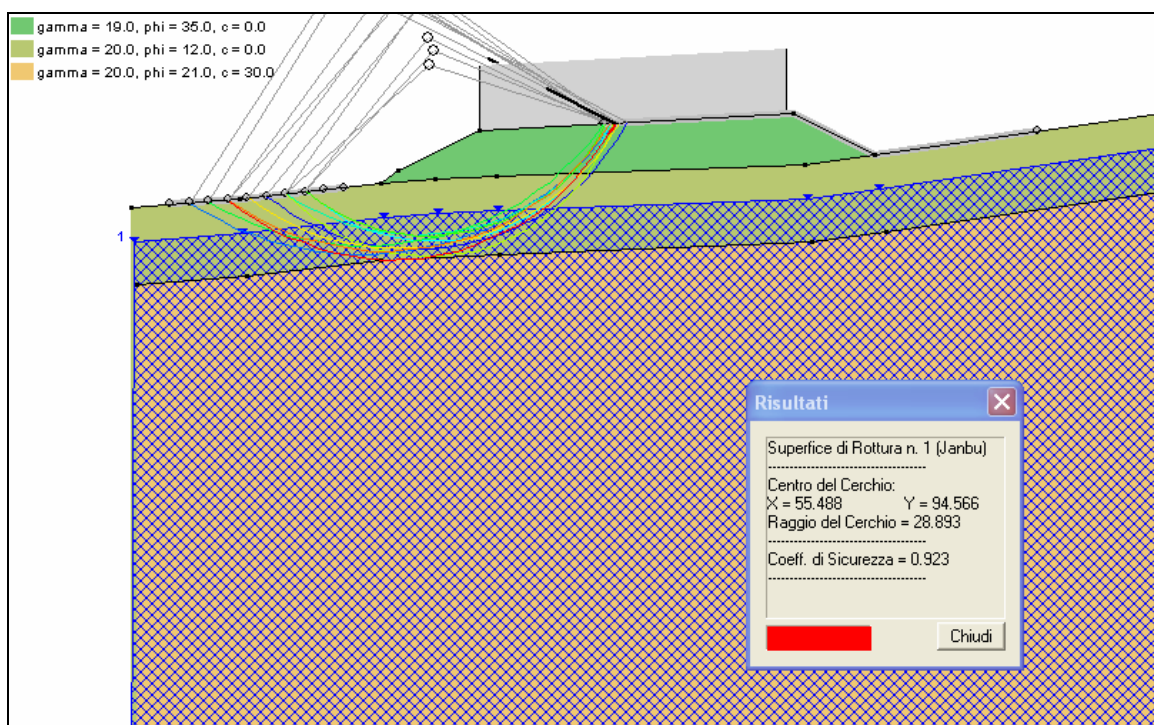 gamma = 19.0, phi = 35.0, c = 0.0
gamma = 20.0, phi = 12.0, c = 0.0
gamma = 20.0, phi = 21.0, c = 30.0
1
Risultati
Superfice di Rottura n. 1 (Janbu)
--------------------------------
Centro del Cerchio:
X = 55.488 Y = 94.566
Raggio del Cerchio = 28.893
--------------------------------
Coeff. di Sicurezza = 0.923
--------------------------------
Chiudi